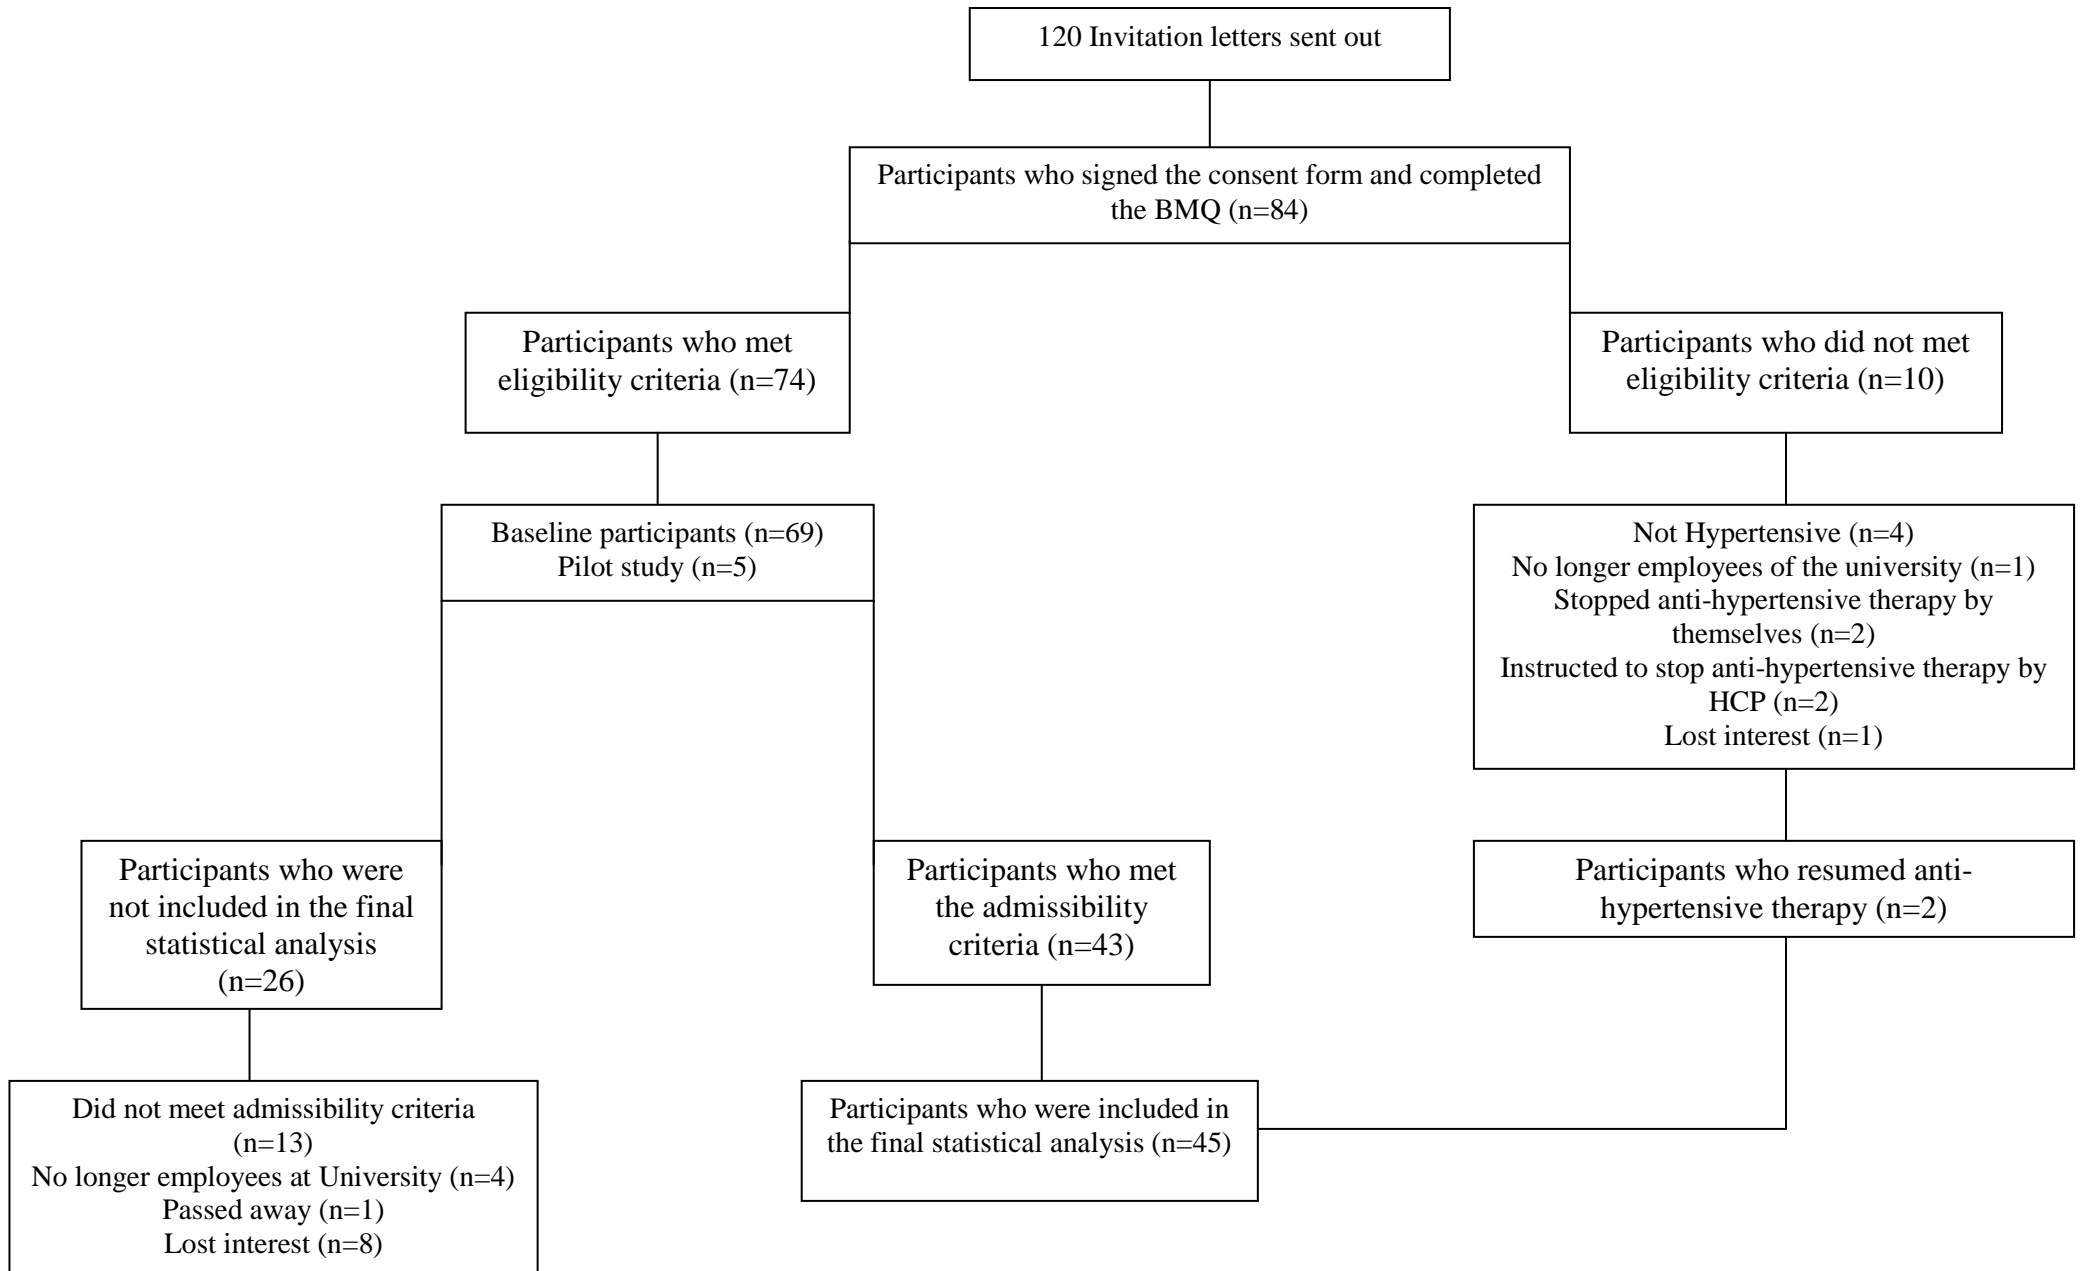 120 Invitation letters sent out
Participants who signed the consent form and completed
the BMQ (n=84)
Participants who met
eligibility criteria (n=74)
Participants who did not met
eligibility criteria (n=10)
Baseline participants (n=69)
Pilot study (n=5)
Not Hypertensive (n=4)
No longer employees of the university (n=1)
Stopped anti-hypertensive therapy by
themselves (n=2)
Instructed to stop anti-hypertensive therapy by
HCP (n=2)
Lost interest (n=1)
Participants who were
not included in the final
statistical analysis
(n=26)
Participants who met
the admissibility
criteria (n=43)
Participants who resumed anti-
hypertensive therapy (n=2)
Did not meet admissibility criteria
(n=13)
No longer employees at University (n=4)
Passed away (n=1)
Lost interest (n=8)
Participants who were included in
the final statistical analysis (n=45)